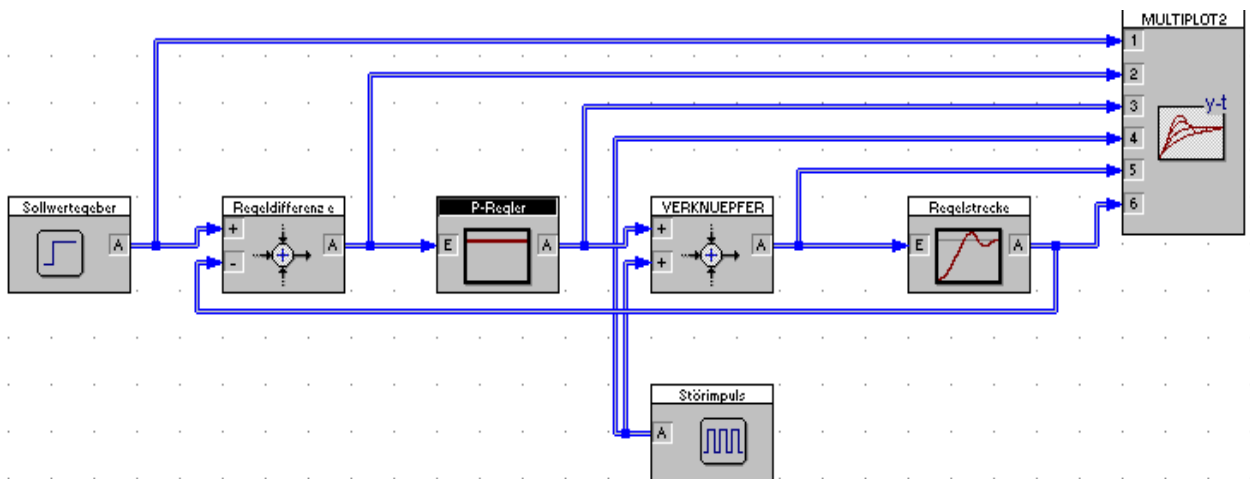 MULTIPLOT2
1
2
3
4
5
6
y-t
Sollwertegeber
A
Regeldifferenz e
+
-
A
P-Regler
E
A
VERKNUEPFER
+
+
A
Regelstrecke
E
A
Störimpuls
A